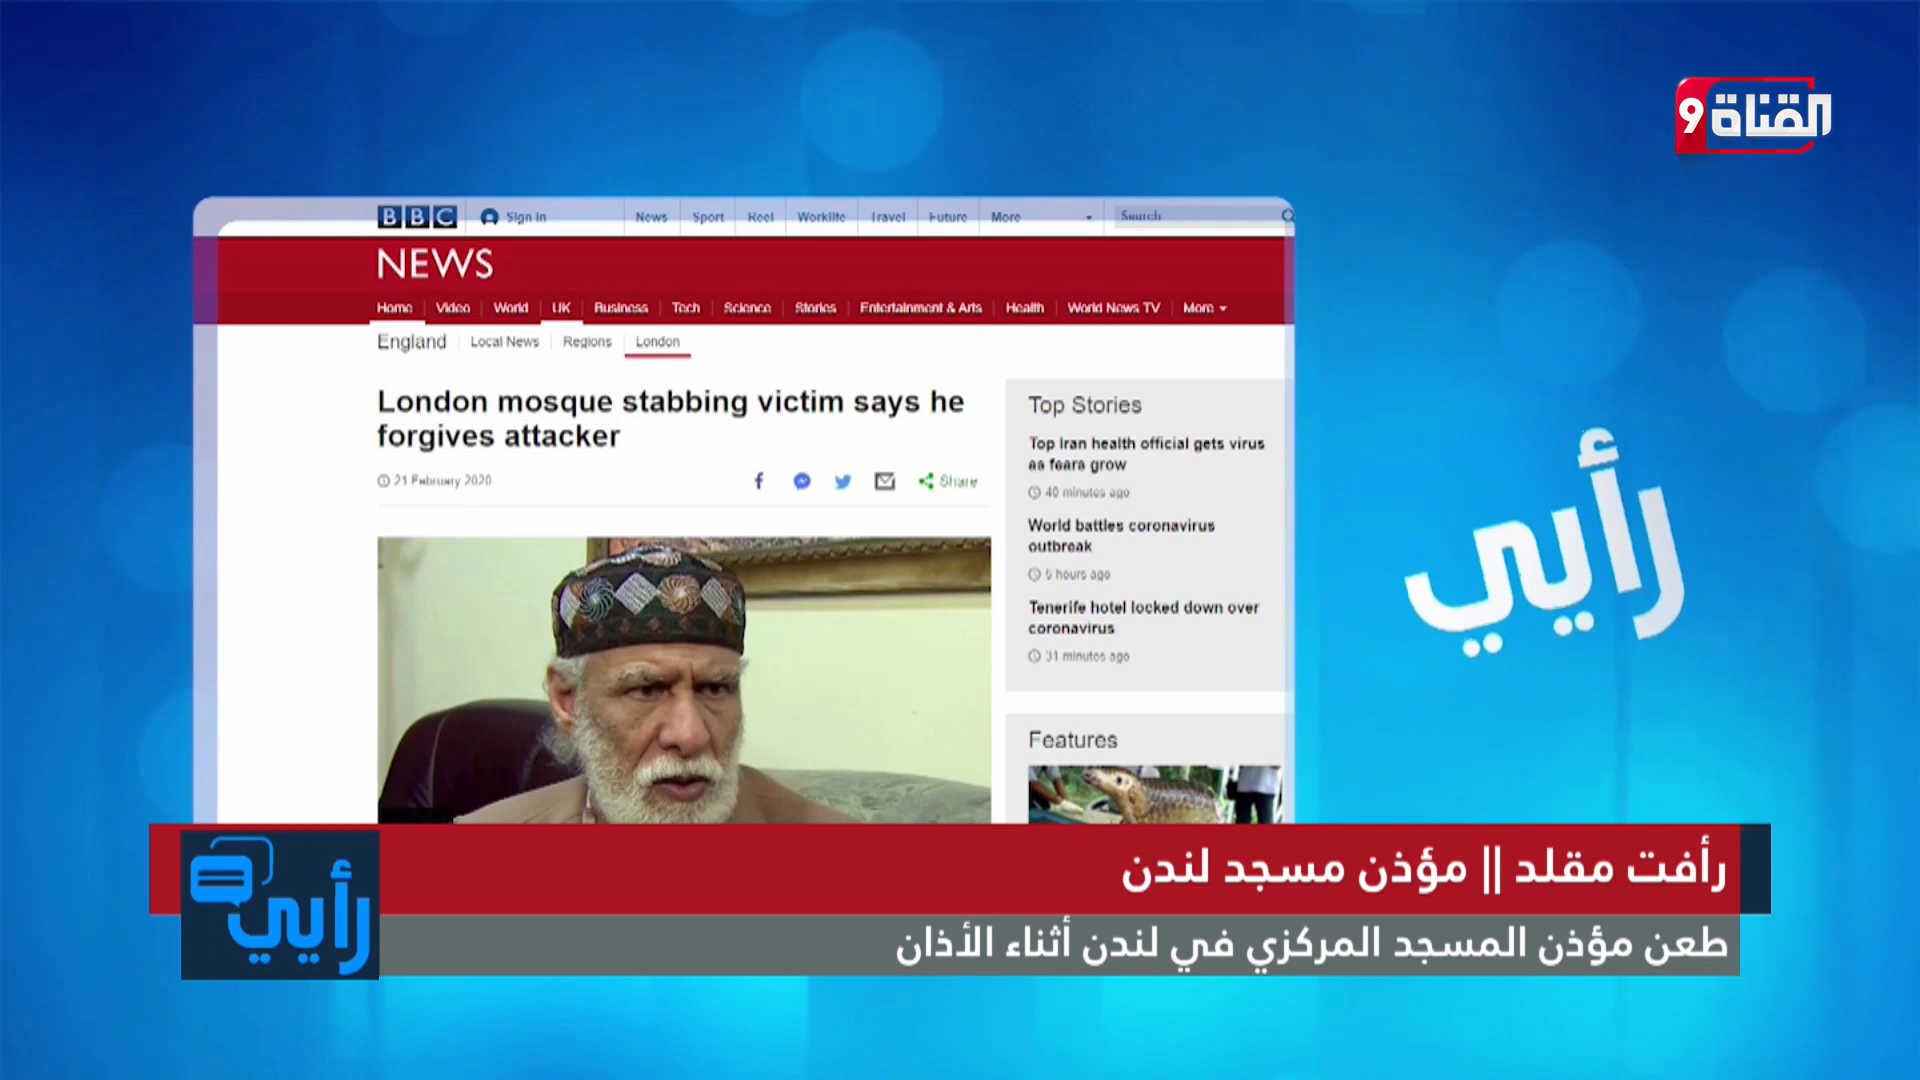 القناة 9
BBC Sign in News Sport Reel Worklife Travel Future More Search
NEWS
Home Video World UK Business Tech Science Stories Entertainment & Arts Health World News TV More
England Local News Regions London
London mosque stabbing victim says he
forgives attacker
21 February 2020
Share
Top Stories
Top Iran health official gets virus
as fears grow
40 minutes ago
World battles coronavirus
outbreak
hours ago
Tenerife hotel locked down over
coronavirus
31 minutes ago
Features
رأيي
رأفت مقلد || مؤذن مسجد لندن
طعن مؤذن المسجد المركزي في لندن أثناء الأذان
رأيي